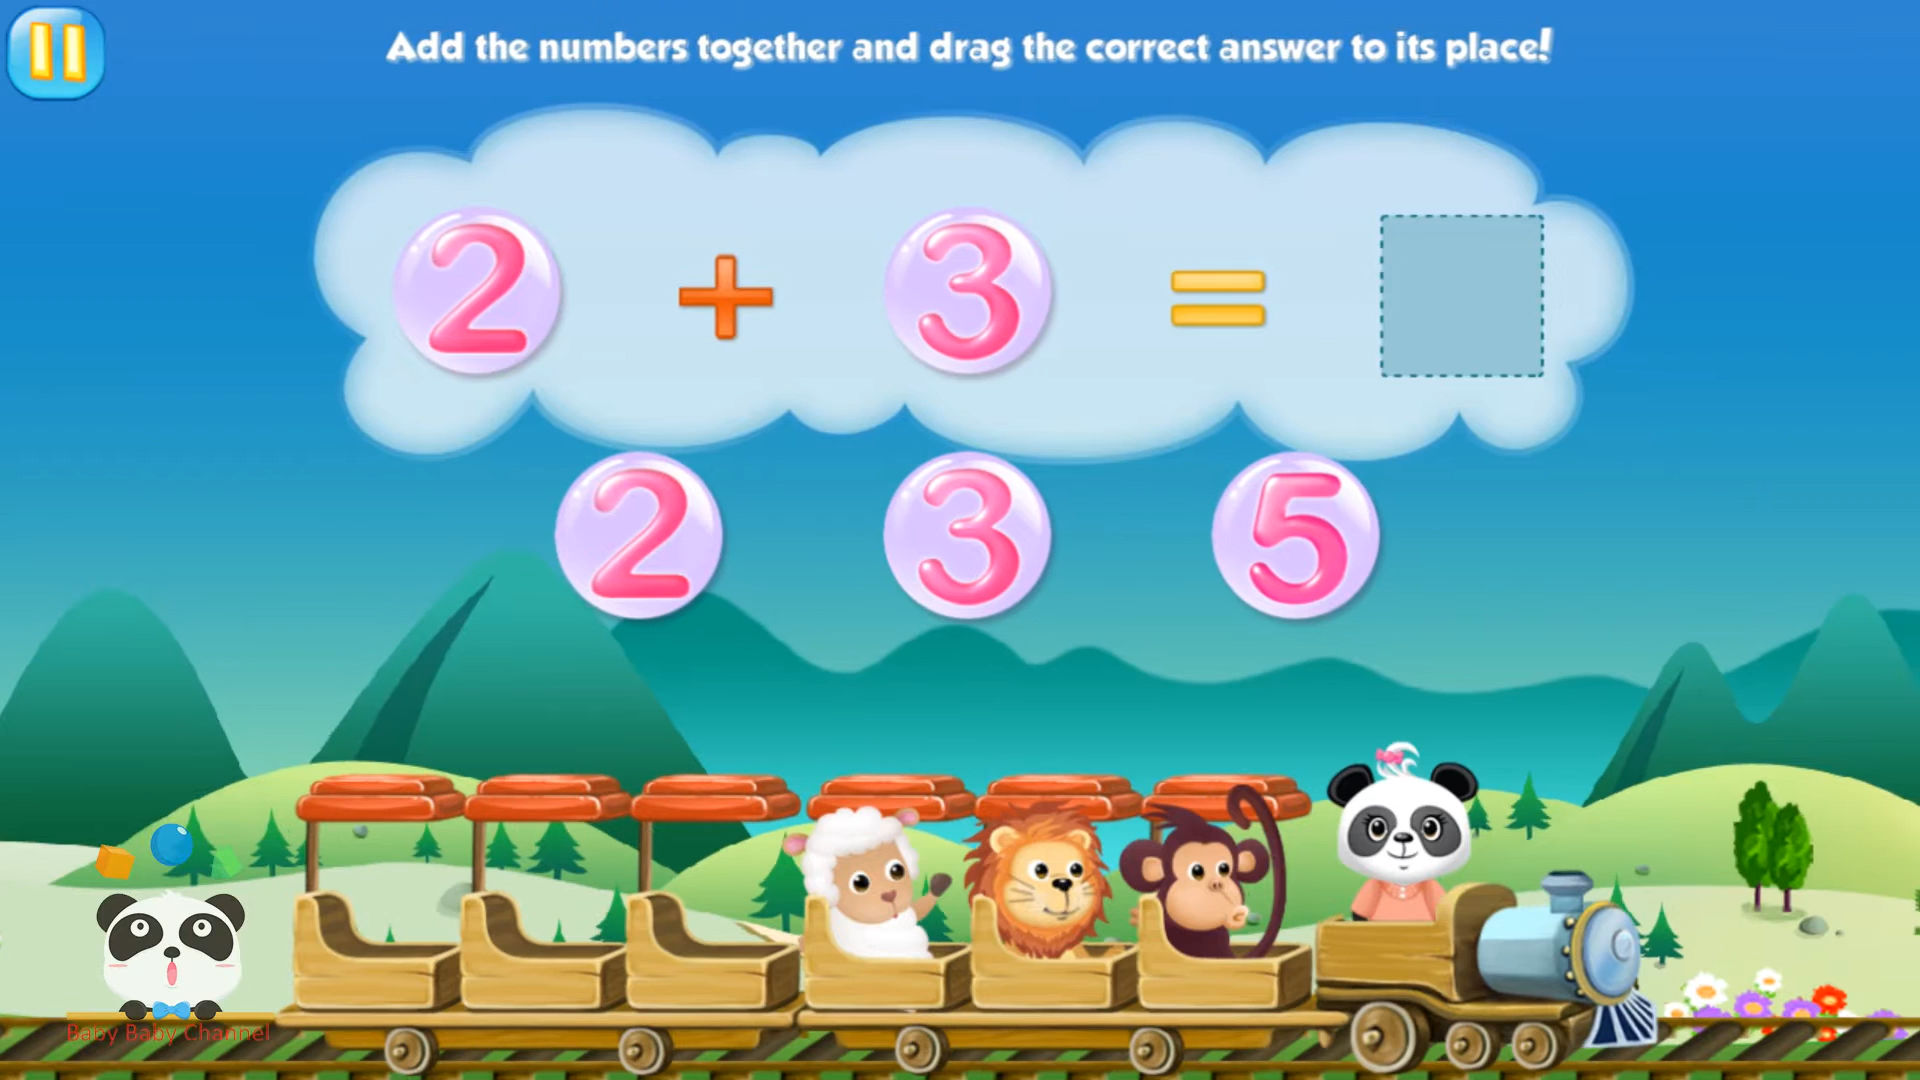 Add the numbers together and drag the correct answer to its place!
2 + 3 =
2 3 5
Baby Baby Channel